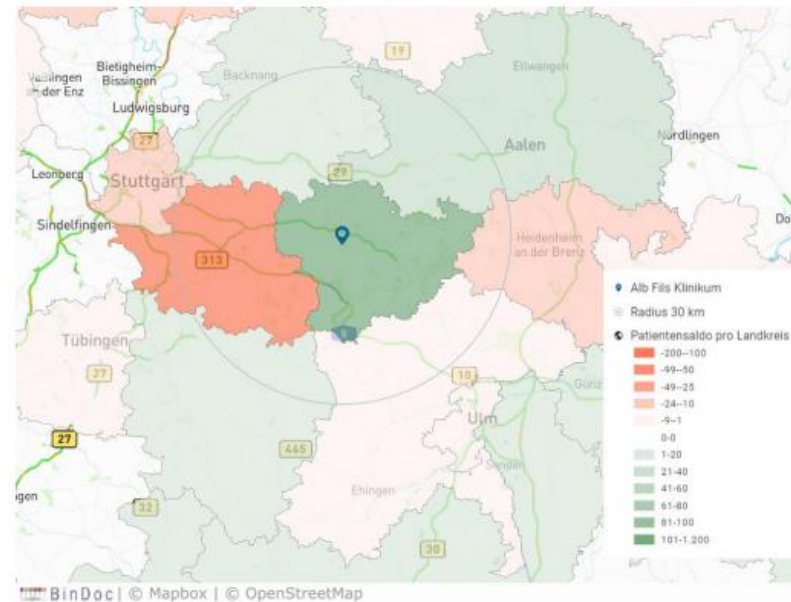 19
Bietigheim-
Bissingen
Backnang
Ellwangen
an der Enz
Ludwigsburg
27
Aalen
Nördlingen
Leonberg
Stuttgart
29
Sindelfingen
Heidenheim
an der Brenz
313
Tübingen
27
10
Ulm
27
465
Senden
Ehingen
32
30
Alb Fils Klinikum
Radius 30 km
Patientensaldo pro Landkreis
-200--100
-99--50
-49--25
-24--10
-9--1
0-0
1-20
21-40
41-60
61-80
81-100
101-1.200
BinDoc | © Mapbox | © OpenStreetMap